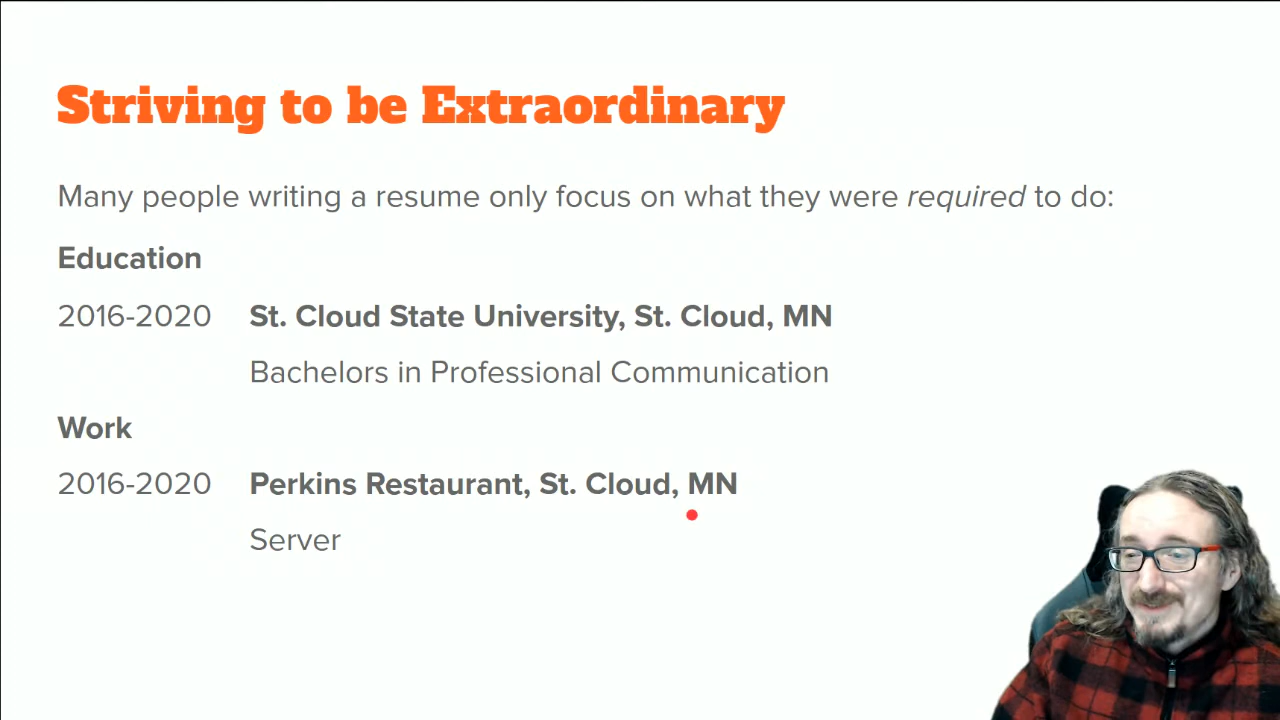 Striving to be Extraordinary
Many people writing a resume only focus on what they were required to do:
Education
2016-2020 St. Cloud State University, St. Cloud, MN
Bachelors in Professional Communication
Work
2016-2020 Perkins Restaurant, St. Cloud, MN
Server